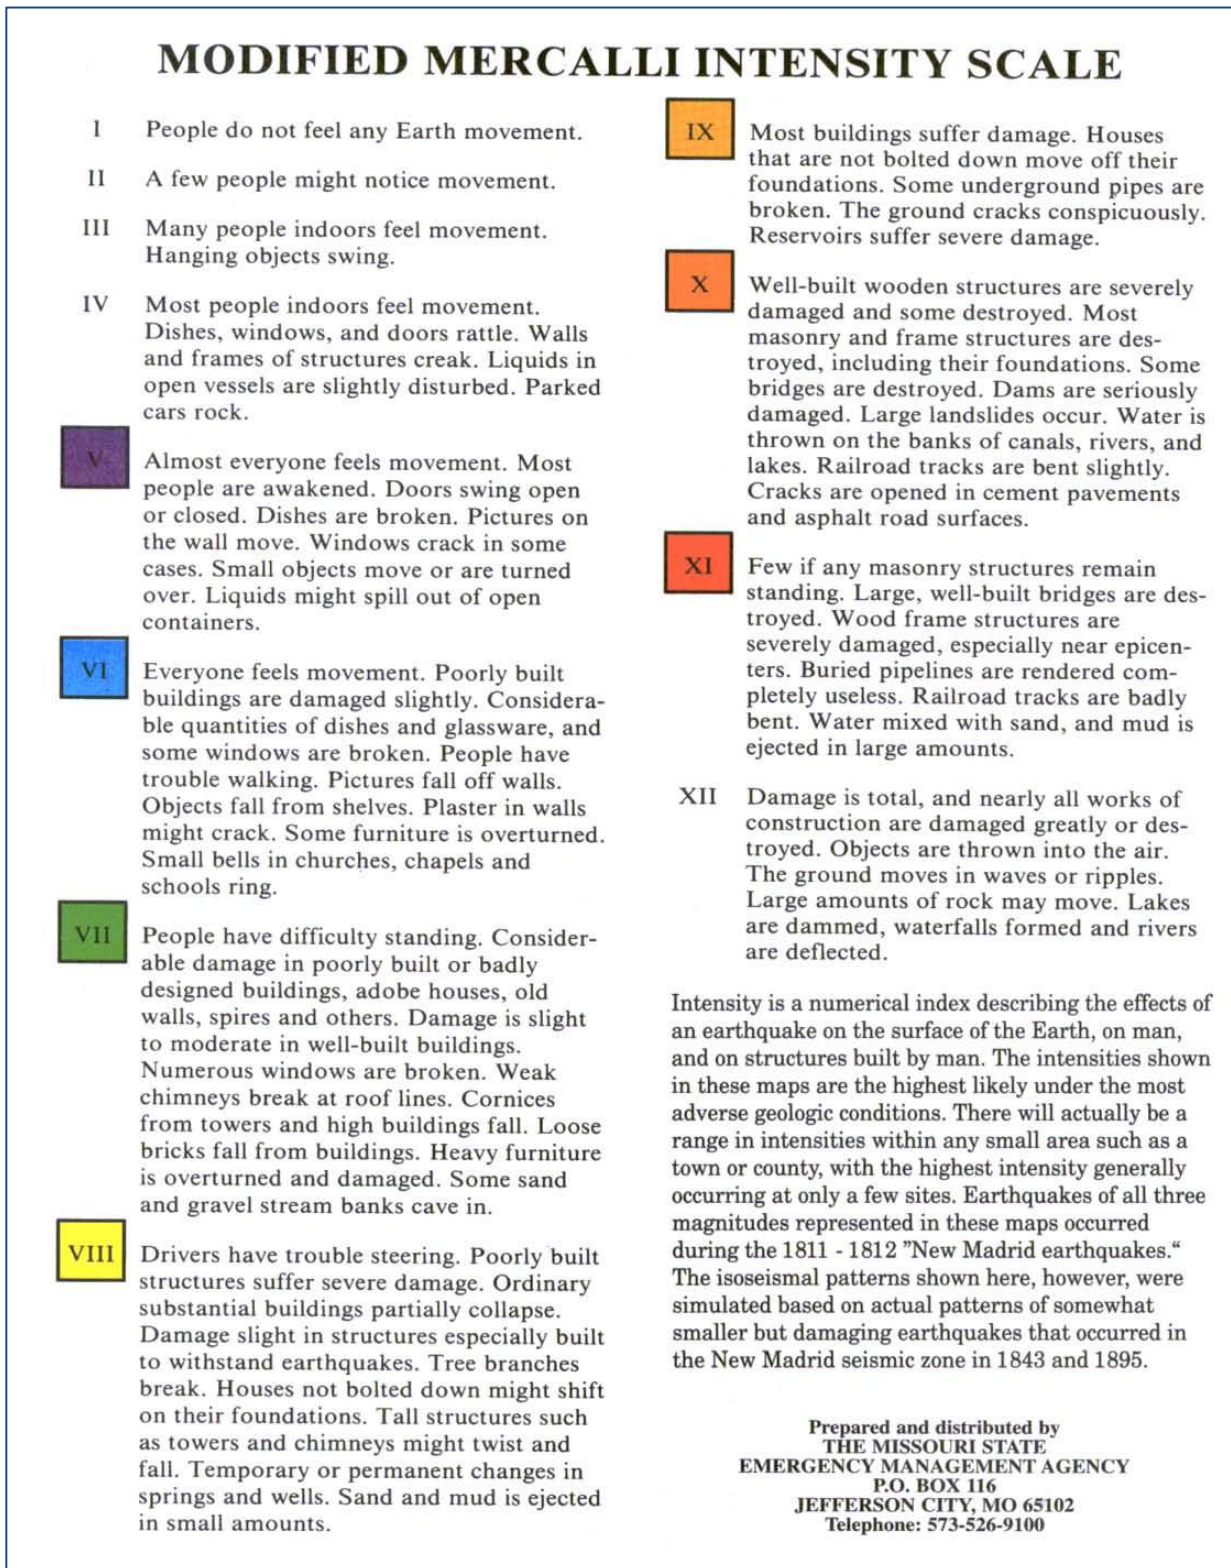 MODIFIED MERCALLI INTENSITY SCALE
I People do not feel any Earth movement.
II A few people might notice movement.
III Many people indoors feel movement.
Hanging objects swing.
IV Most people indoors feel movement.
Dishes, windows, and doors rattle. Walls
and frames of structures creak. Liquids in
open vessels are slightly disturbed. Parked
cars rock.
V Almost everyone feels movement. Most
people are awakened. Doors swing open
or closed. Dishes are broken. Pictures on
the wall move. Windows crack in some
cases. Small objects move or are turned
over. Liquids might spill out of open
containers.
VI Everyone feels movement. Poorly built
buildings are damaged slightly. Considera-
ble quantities of dishes and glassware, and
some windows are broken. People have
trouble walking. Pictures fall off walls.
Objects fall from shelves. Plaster in walls
might crack. Some furniture is overturned.
Small bells in churches, chapels and
schools ring.
VII People have difficulty standing. Consider-
able damage in poorly built or badly
designed buildings, adobe houses, old
walls, spires and others. Damage is slight
to moderate in well-built buildings.
Numerous windows are broken. Weak
chimneys break at roof lines. Cornices
from towers and high buildings fall. Loose
bricks fall from buildings. Heavy furniture
is overturned and damaged. Some sand
and gravel stream banks cave in.
VIII Drivers have trouble steering. Poorly built
structures suffer severe damage. Ordinary
substantial buildings partially collapse.
Damage slight in structures especially built
to withstand earthquakes. Tree branches
break. Houses not bolted down might shift
on their foundations. Tall structures such
as towers and chimneys might twist and
fall. Temporary or permanent changes in
springs and wells. Sand and mud is ejected
in small amounts.
IX Most buildings suffer damage. Houses
that are not bolted down move off their
foundations. Some underground pipes are
broken. The ground cracks conspicuously.
Reservoirs suffer severe damage.
X Well-built wooden structures are severely
damaged and some destroyed. Most
masonry and frame structures are des-
troyed, including their foundations. Some
bridges are destroyed. Dams are seriously
damaged. Large landslides occur. Water is
thrown on the banks of canals, rivers, and
lakes. Railroad tracks are bent slightly.
Cracks are opened in cement pavements
and asphalt road surfaces.
XI Few if any masonry structures remain
standing. Large, well-built bridges are des-
troyed. Wood frame structures are
severely damaged, especially near epicen-
ters. Buried pipelines are rendered com-
pletely useless. Railroad tracks are badly
bent. Water mixed with sand, and mud is
ejected in large amounts.
XII Damage is total, and nearly all works of
construction are damaged greatly or des-
troyed. Objects are thrown into the air.
The ground moves in waves or ripples.
Large amounts of rock may move. Lakes
are dammed, waterfalls formed and rivers
are deflected.
Intensity is a numerical index describing the effects of
an earthquake on the surface of the Earth, on man,
and on structures built by man. The intensities shown
in these maps are the highest likely under the most
adverse geologic conditions. There will actually be a
range in intensities within any small area such as a
town or county, with the highest intensity generally
occurring at only a few sites. Earthquakes of all three
magnitudes represented in these maps occurred
during the 1811 - 1812 ”New Madrid earthquakes.“
The isoseismal patterns shown here, however, were
simulated based on actual patterns of somewhat
smaller but damaging earthquakes that occurred in
the New Madrid seismic zone in 1843 and 1895.
Prepared and distributed by
THE MISSOURI STATE
EMERGENCY MANAGEMENT AGENCY
P.O. BOX 116
JEFFERSON CITY, MO 65102
Telephone: 573-526-9100